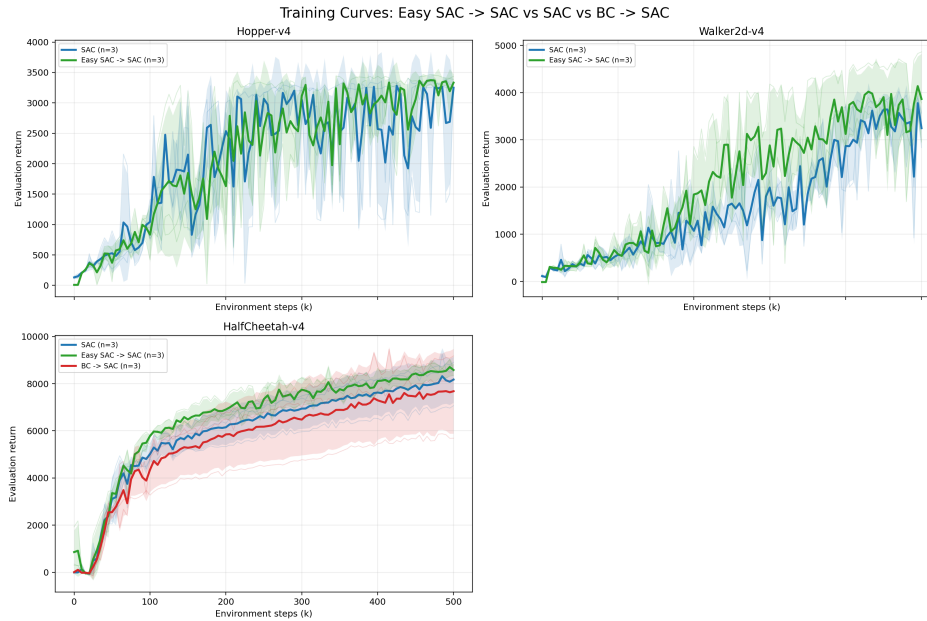 Training Curves: Easy SAC -> SAC vs SAC vs BC -> SAC
Hopper-v4
SAC (n=3)
Easy SAC -> SAC (n=3)
4000
3500
3000
2500
2000
1500
1000
500
0
Evaluation return
Environment steps (k)
Walker2d-v4
SAC (n=3)
Easy SAC -> SAC (n=3)
5000
4000
3000
2000
1000
0
Evaluation return
Environment steps (k)
HalfCheetah-v4
SAC (n=3)
Easy SAC -> SAC (n=3)
BC -> SAC (n=3)
10000
8000
6000
4000
2000
0
Evaluation return
0 100 200 300 400 500
Environment steps (k)